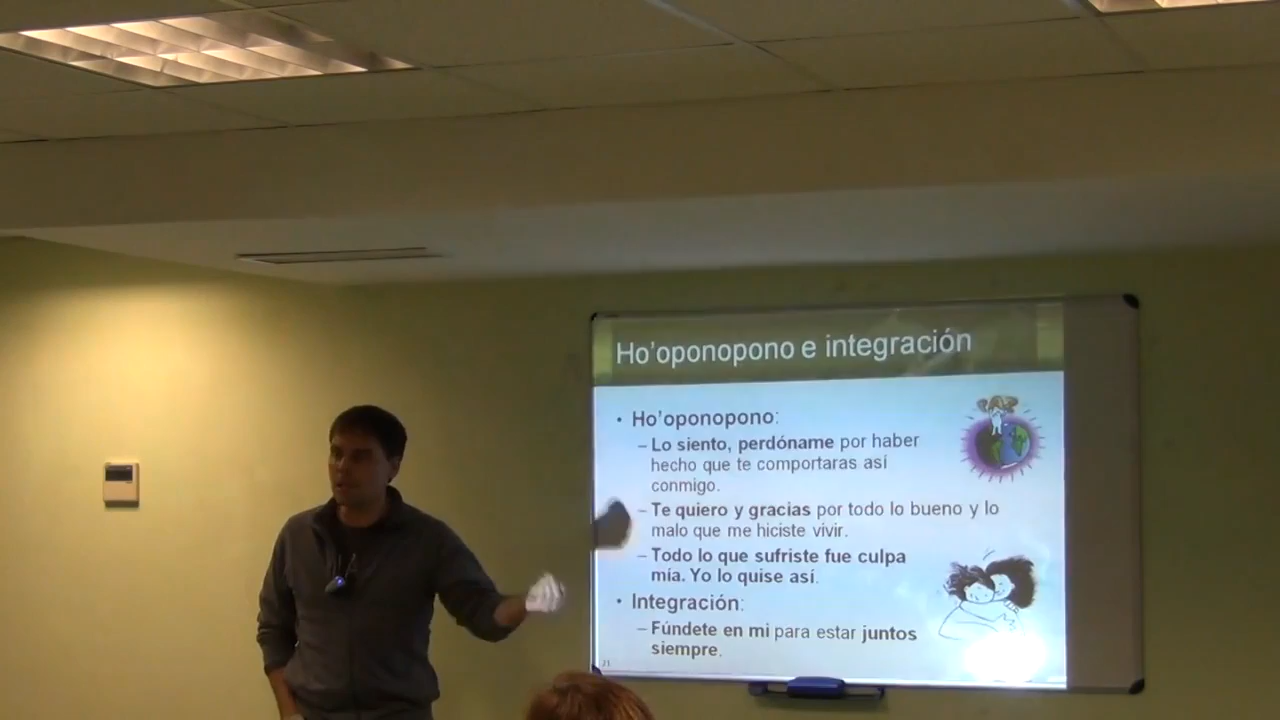 Ho'oponopono e integración
• Ho'oponopono:
– Lo siento, perdóname por haber
hecho que te comportaras así
conmigo.
– Te quiero y gracias por todo lo bueno y lo
malo que me hiciste vivir.
– Todo lo que sufriste fue culpa
mía. Yo lo quise así.
• Integración:
– Fúndete en mi para estar juntos
siempre.
21